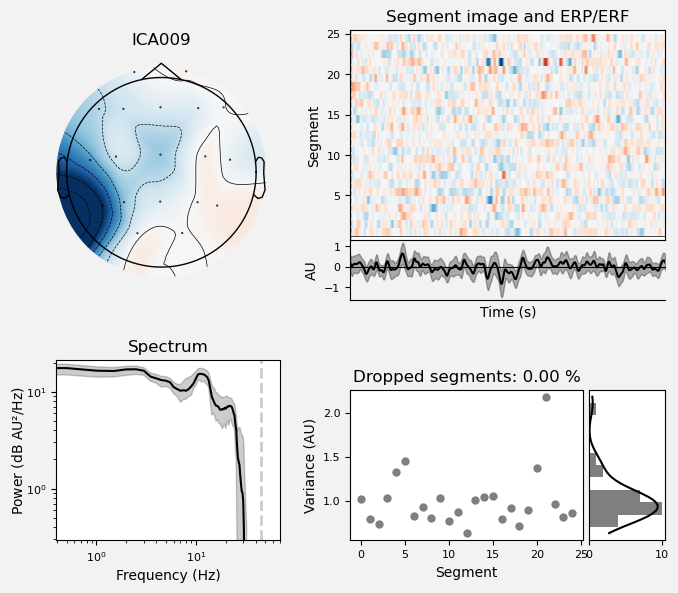 ICA009
Segment image and ERP/ERF
Segment
25
20
15
10
5
AU
1
0
−1
Time (s)
Spectrum
Power (dB AU²/Hz)
10¹
10⁰
10⁰ 10¹
Frequency (Hz)
Dropped segments: 0.00 %
Variance (AU)
2.0
1.5
1.0
0 5 10 15 20 25
0 10
Segment